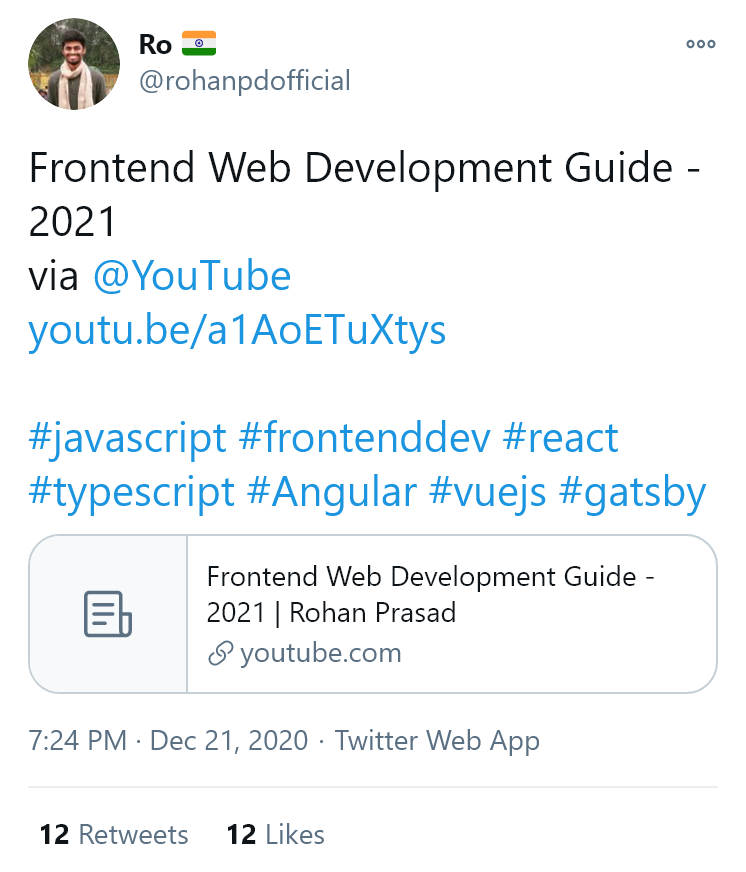 Ro 🇮🇳
@rohanpdofficial
Frontend Web Development Guide -
2021
via @YouTube
youtu.be/a1AoETuXtys
#javascript #frontenddev #react
#typescript #Angular #vuejs #gatsby
Frontend Web Development Guide -
2021 | Rohan Prasad
youtube.com
7:24 PM · Dec 21, 2020 · Twitter Web App
12 Retweets 12 Likes